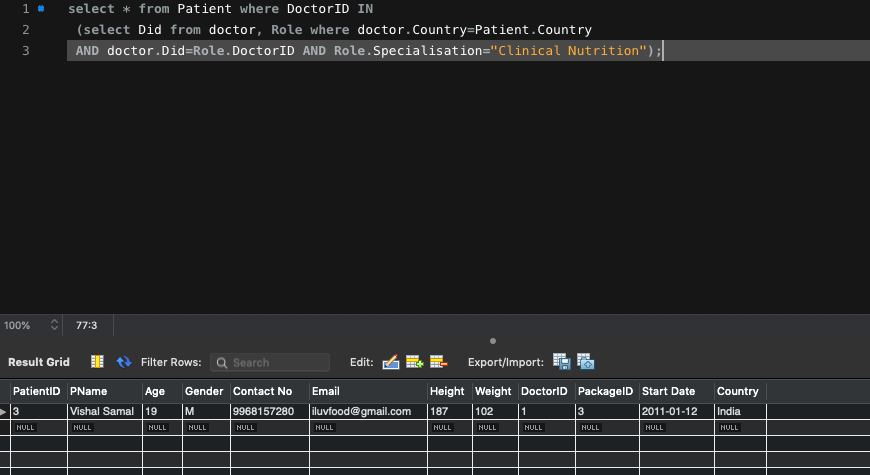 1 select * from Patient where DoctorID IN
2 (select Did from doctor, Role where doctor.Country=Patient.Country
3 AND doctor.Did=Role.DoctorID AND Role.Specialisation="Clinical Nutrition");
100% 77:3
Result Grid Filter Rows: Search Edit: Export/Import:
PatientID PName Age Gender Contact No Email Height Weight DoctorID PackageID Start Date Country
3 Vishal Samal 19 M 9968157280 iluvfood@gmail.com 187 102 1 3 2011-01-12 India
NULL NULL NULL NULL NULL NULL NULL NULL NULL NULL NULL NULL